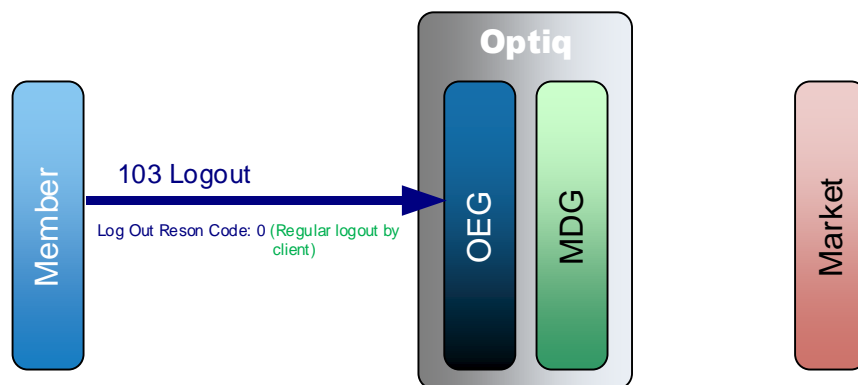 Optiq
Member
103 Logout
Log Out Reson Code: 0 (Regular logout by
client)
OEG
MDG
Market